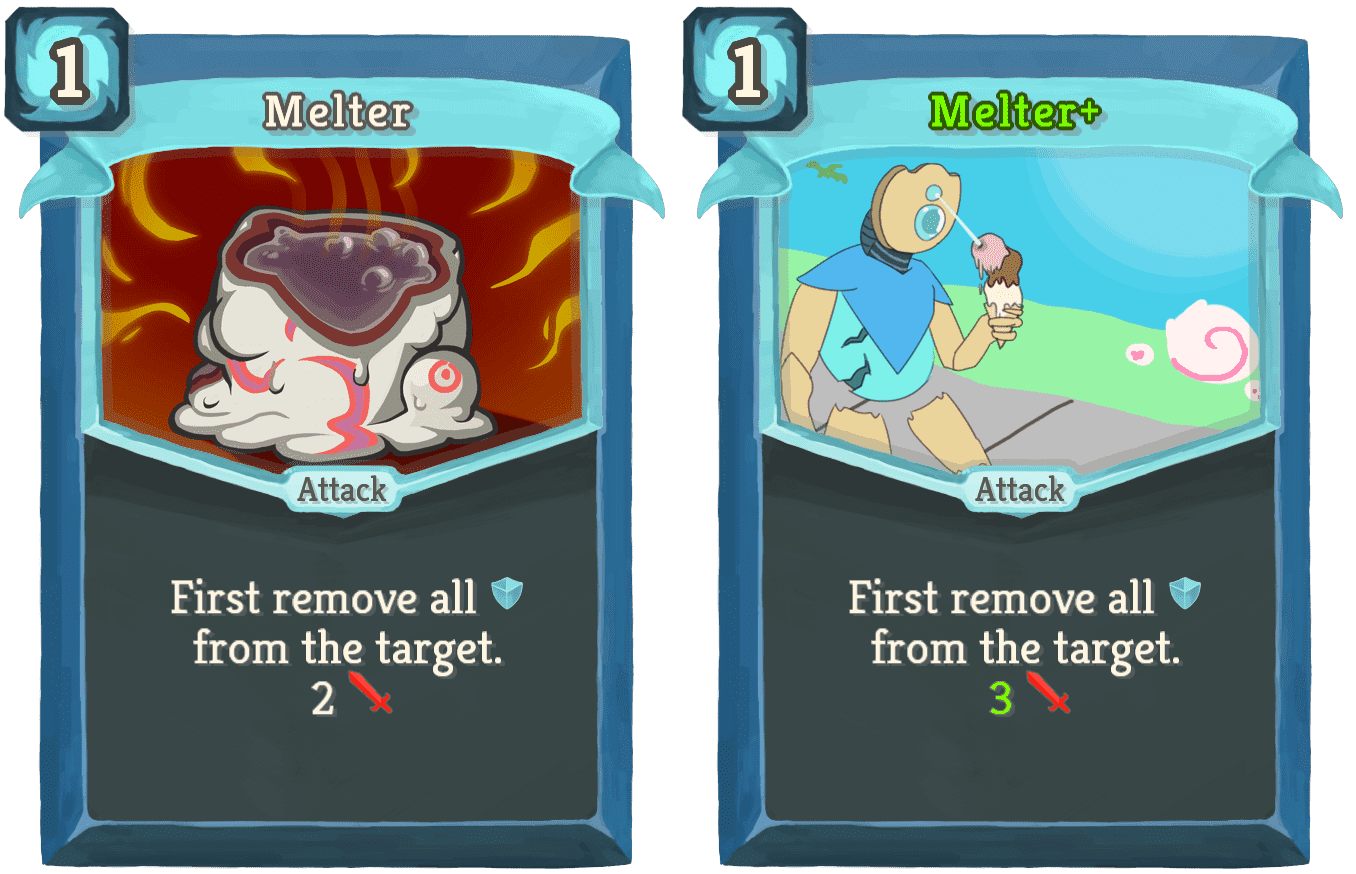 1
Melter
Attack
First remove all
from the target.
2
1
Melter+
Attack
First remove all
from the target.
3